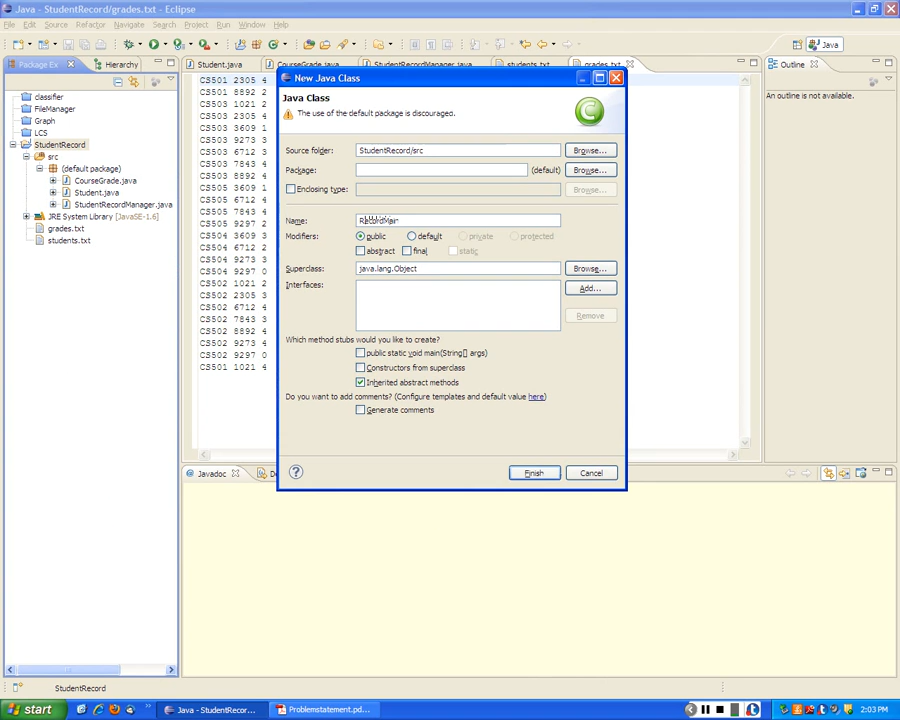 Java - StudentRecord/grades.txt - Eclipse
File Edit Source Refactor Navigate Search Project Run Window Help
Java
Package Ex Hierarchy
Student.java CourseGrade.java StudentRecordManager.java students.txt grades.txt
Outline
An outline is not available.
classifier
FileManager
Graph
LCS
StudentRecord
src
(default package)
CourseGrade.java
Student.java
StudentRecordManager.java
JRE System Library [JavaSE-1.6]
grades.txt
students.txt
CS501 2305 4
CS501 8892 2
CS503 1021 2
CS503 2305 4
CS503 3609 1
CS503 9273 3
CS503 6712 3
CS503 7843 4
CS503 8892 4
CS505 3609 1
CS505 6712 4
CS505 7843 4
CS505 9297 2
CS504 3609 3
CS504 6712 2
CS504 9273 3
CS504 9297 0
CS502 1021 2
CS502 2305 3
CS502 6712 4
CS502 7843 2
CS502 8892 4
CS502 9273 4
CS502 9297 0
CS501 1021 4
New Java Class
Java Class
The use of the default package is discouraged.
Source folder: StudentRecord/src Browse...
Package: (default) Browse...
Enclosing type: Browse...
Name: RecordMain
Modifiers: public default private protected
abstract final static
Superclass: java.lang.Object Browse...
Interfaces: Add...
Remove
Which method stubs would you like to create?
public static void main(String[] args)
Constructors from superclass
Inherited abstract methods
Do you want to add comments? (Configure templates and default value here)
Generate comments
Finish Cancel
Javadoc
StudentRecord
start Java - StudentRecor... Problemstatement.pd... 2:03 PM